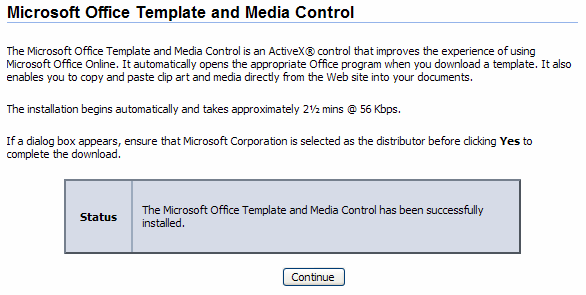 Microsoft Office Template and Media Control
The Microsoft Office Template and Media Control is an ActiveX® control that improves the experience of using
Microsoft Office Online. It automatically opens the appropriate Office program when you download a template. It also
enables you to copy and paste clip art and media directly from the Web site into your documents.
The installation begins automatically and takes approximately 2½ mins @ 56 Kbps.
If a dialog box appears, ensure that Microsoft Corporation is selected as the distributor before clicking Yes to
complete the download.
Status
The Microsoft Office Template and Media Control has been successfully
installed.
Continue